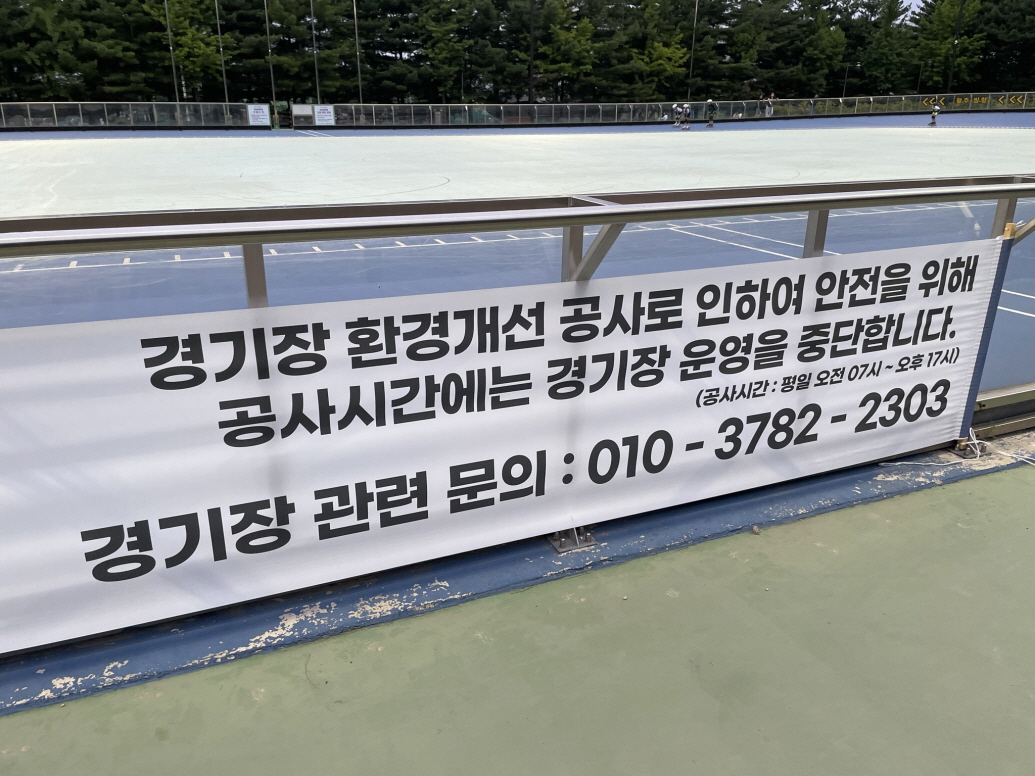 경기장 환경개선 공사로 인하여 안전을 위해
공사시간에는 경기장 운영을 중단합니다.
(공사시간 : 평일 오전 07시 ~ 오후 17시)
경기장 관련 문의 : 010 - 3782 - 2303